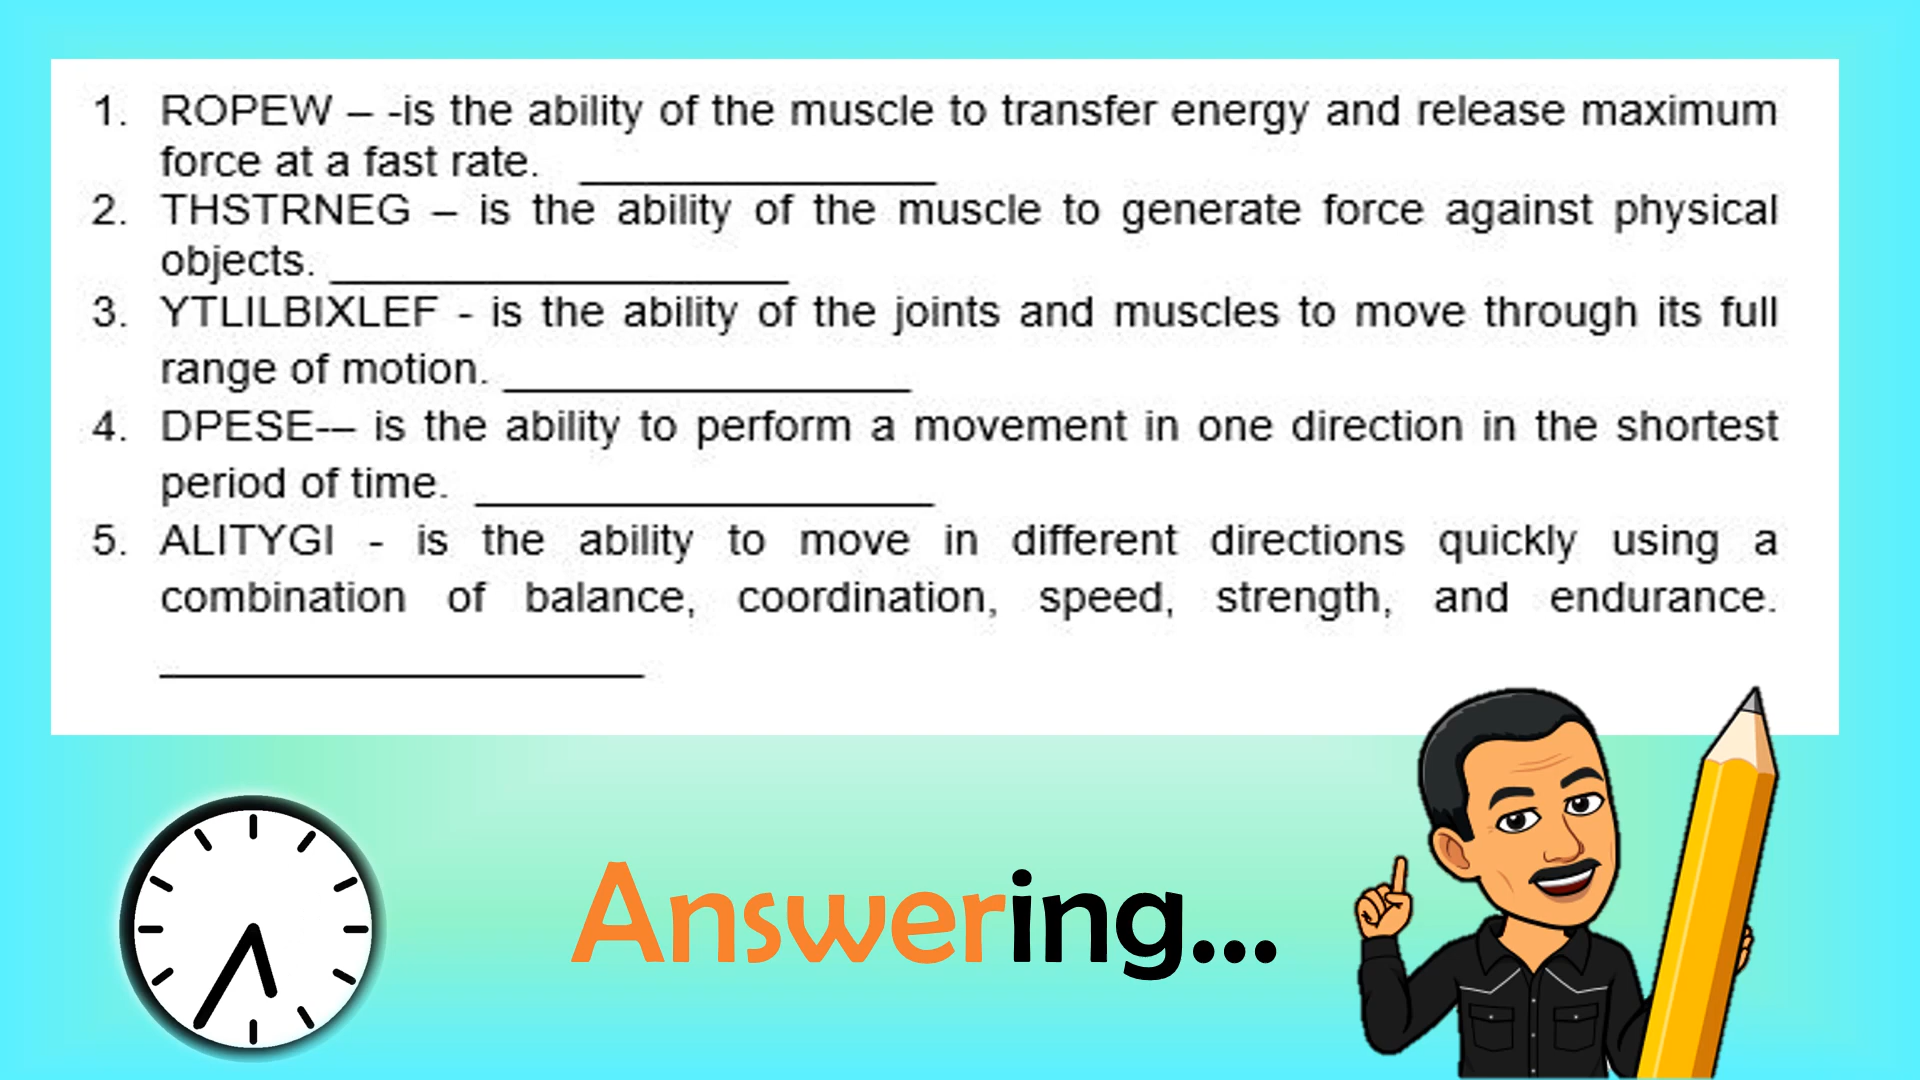 1. ROPEW – -is the ability of the muscle to transfer energy and release maximum
force at a fast rate. _______________
2. THSTRNEG – is the ability of the muscle to generate force against physical
objects. ___________________
3. YTLILBIXLEF - is the ability of the joints and muscles to move through its full
range of motion. _________________
4. DPESE-– is the ability to perform a movement in one direction in the shortest
period of time. ___________________
5. ALITYGI - is the ability to move in different directions quickly using a
combination of balance, coordination, speed, strength, and endurance.
____________________
Answering...